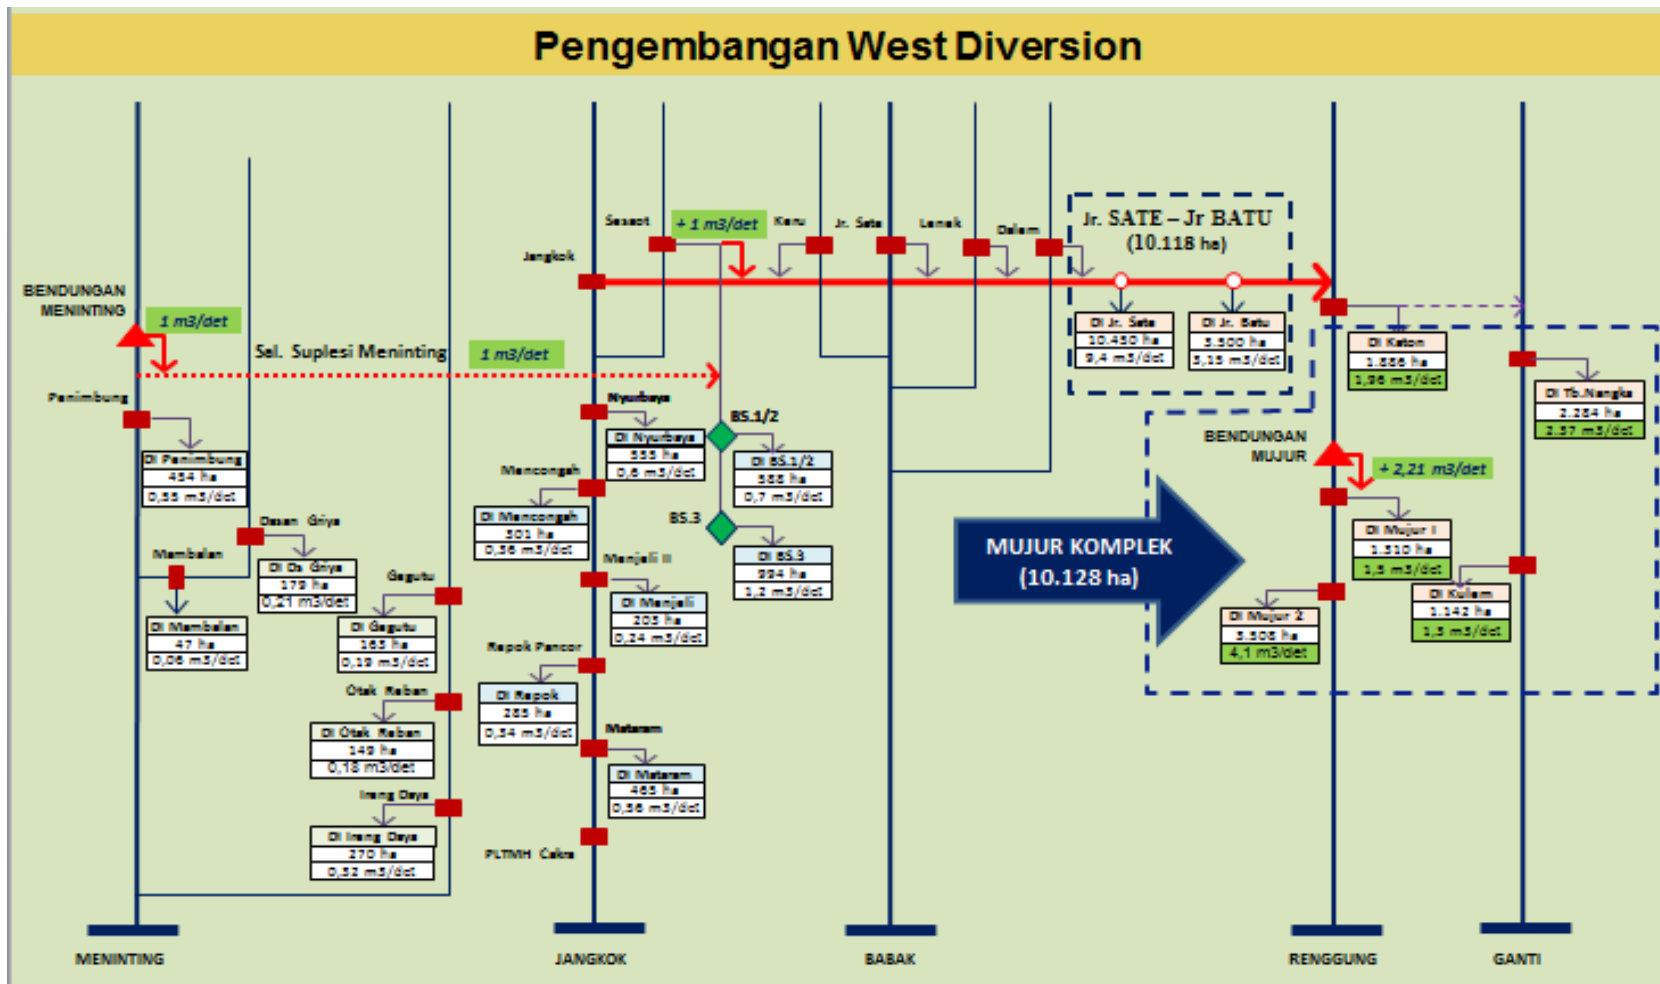 Pengembangan West Diversion
Sesaot
+ 1 m3/det
Keru
Jr. Sate
Lenek
Dalem
Jr. SATE – Jr BATU
(10.118 ha)
Jangkok
BENDUNGAN
MENINTING
1 m3/det
Sal. Suplesi Meninting
1 m3/det
DI Jr. Sate
10.450 ha
9,4 m3/det
DI Jr. Batu
3.500 ha
3,15 m3/det
DI Katon
1.886 ha
1,96 m3/det
DI Tb.Nangka
2.284 ha
2.37 m3/det
Penimbung
DI Penimbung
454 ha
0,55 m3/det
Nyurbaya
DI Nyurbaya
555 ha
0,6 m3/det
BS.1/2
DI BS.1/2
588 ha
0,7 m3/det
BENDUNGAN
MUJUR
+ 2,21 m3/det
Mencongah
DI Mencongah
301 ha
0,36 m3/det
BS.3
DI BS.3
994 ha
1,2 m3/det
MUJUR KOMPLEK
(10.128 ha)
DI Mujur I
1.310 ha
1,5 m3/det
Dasan Griya
DI Ds Griya
179 ha
0,21 m3/det
Mambalan
DI Mambalan
47 ha
0,06 m3/det
Gegutu
DI Gegutu
163 ha
0,19 m3/det
Menjeli II
DI Menjeli
203 ha
0,24 m3/det
DI Kulem
1.142 ha
1,3 m3/det
DI Mujur 2
3.508 ha
4,1 m3/det
Repok Pancor
DI Repok
285 ha
0,34 m3/det
Otak Reban
DI Otak Reban
149 ha
0,18 m3/det
Mataram
DI Mataram
465 ha
0,56 m3/det
Ireng Daya
DI Ireng Daya
270 ha
0,32 m3/det
PLTMH Cakra
MENINTING
JANGKOK
BABAK
RENGGUNG
GANTI